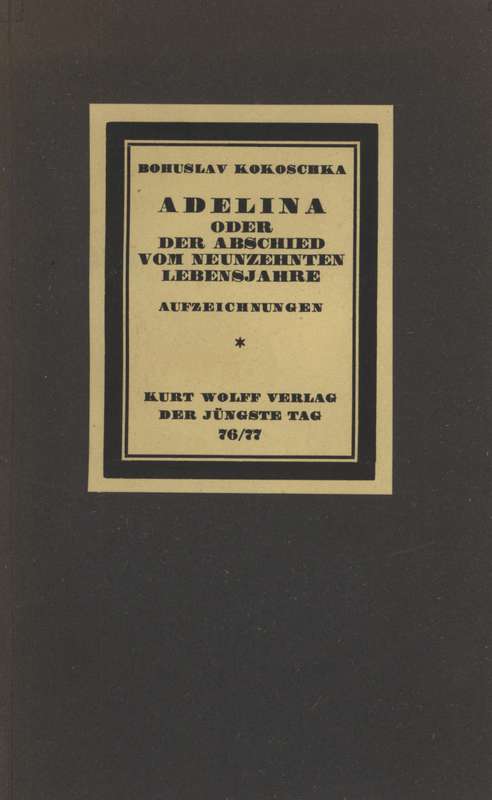 BOHUSLAV KOKOSCHKA
ADELINA
ODER
DER ABSCHIED
VOM NEUNZEHNTEN
LEBENSJAHRE
AUFZEICHNUNGEN
*
KURT WOLFF VERLAG
DER JÜNGSTE TAG
76/77